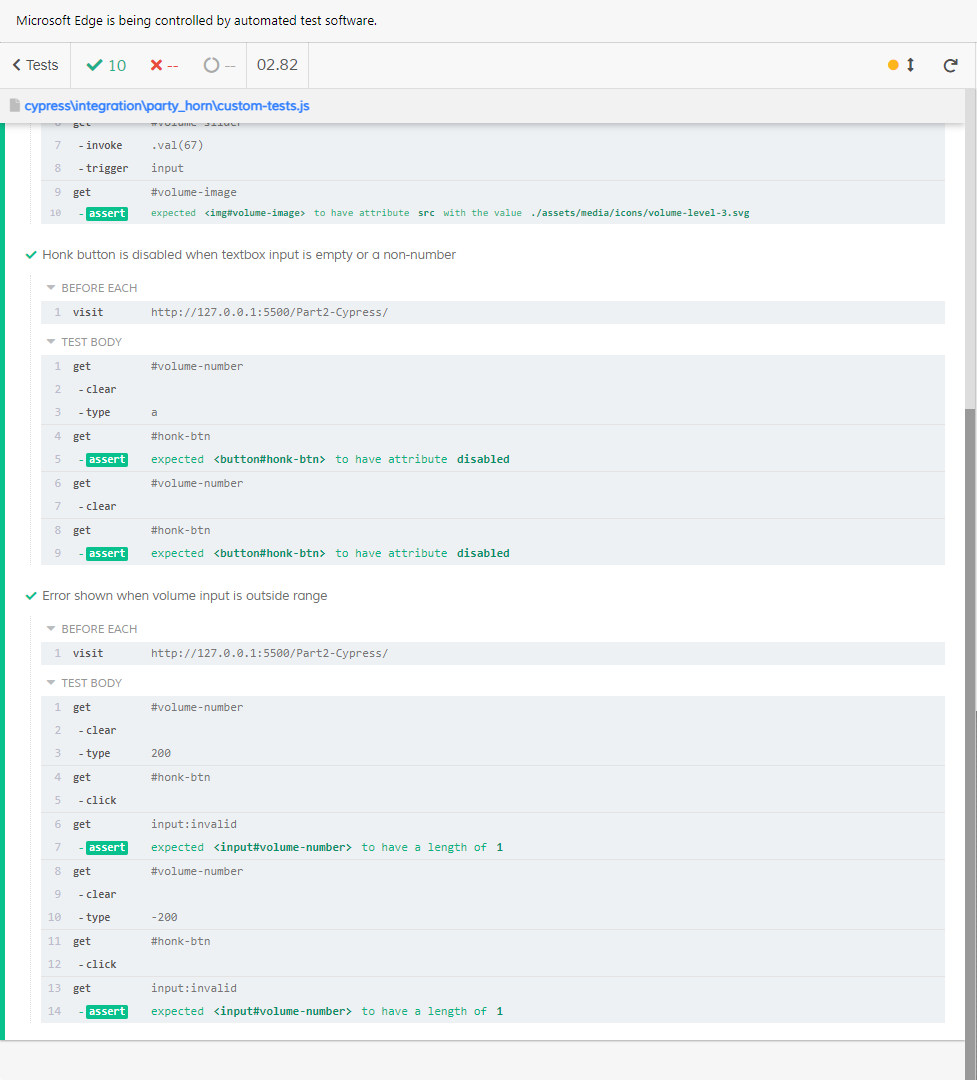 Microsoft Edge is being controlled by automated test software.
Tests 10 -- -- 02.82
cypress\integration\party_horn\custom-tests.js
6 get #volume-slider
7 -invoke .val(67)
8 -trigger input
9 get #volume-image
10 -assert expected <img#volume-image> to have attribute src with the value ./assets/media/icons/volume-level-3.svg
Honk button is disabled when textbox input is empty or a non-number
BEFORE EACH
1 visit http://127.0.0.1:5500/Part2-Cypress/
TEST BODY
1 get #volume-number
2 -clear
3 -type a
4 get #honk-btn
5 -assert expected <button#honk-btn> to have attribute disabled
6 get #volume-number
7 -clear
8 get #honk-btn
9 -assert expected <button#honk-btn> to have attribute disabled
Error shown when volume input is outside range
BEFORE EACH
1 visit http://127.0.0.1:5500/Part2-Cypress/
TEST BODY
1 get #volume-number
2 -clear
3 -type 200
4 get #honk-btn
5 -click
6 get input:invalid
7 -assert expected <input#volume-number> to have a length of 1
8 get #volume-number
9 -clear
10 -type -200
11 get #honk-btn
12 -click
13 get input:invalid
14 -assert expected <input#volume-number> to have a length of 1